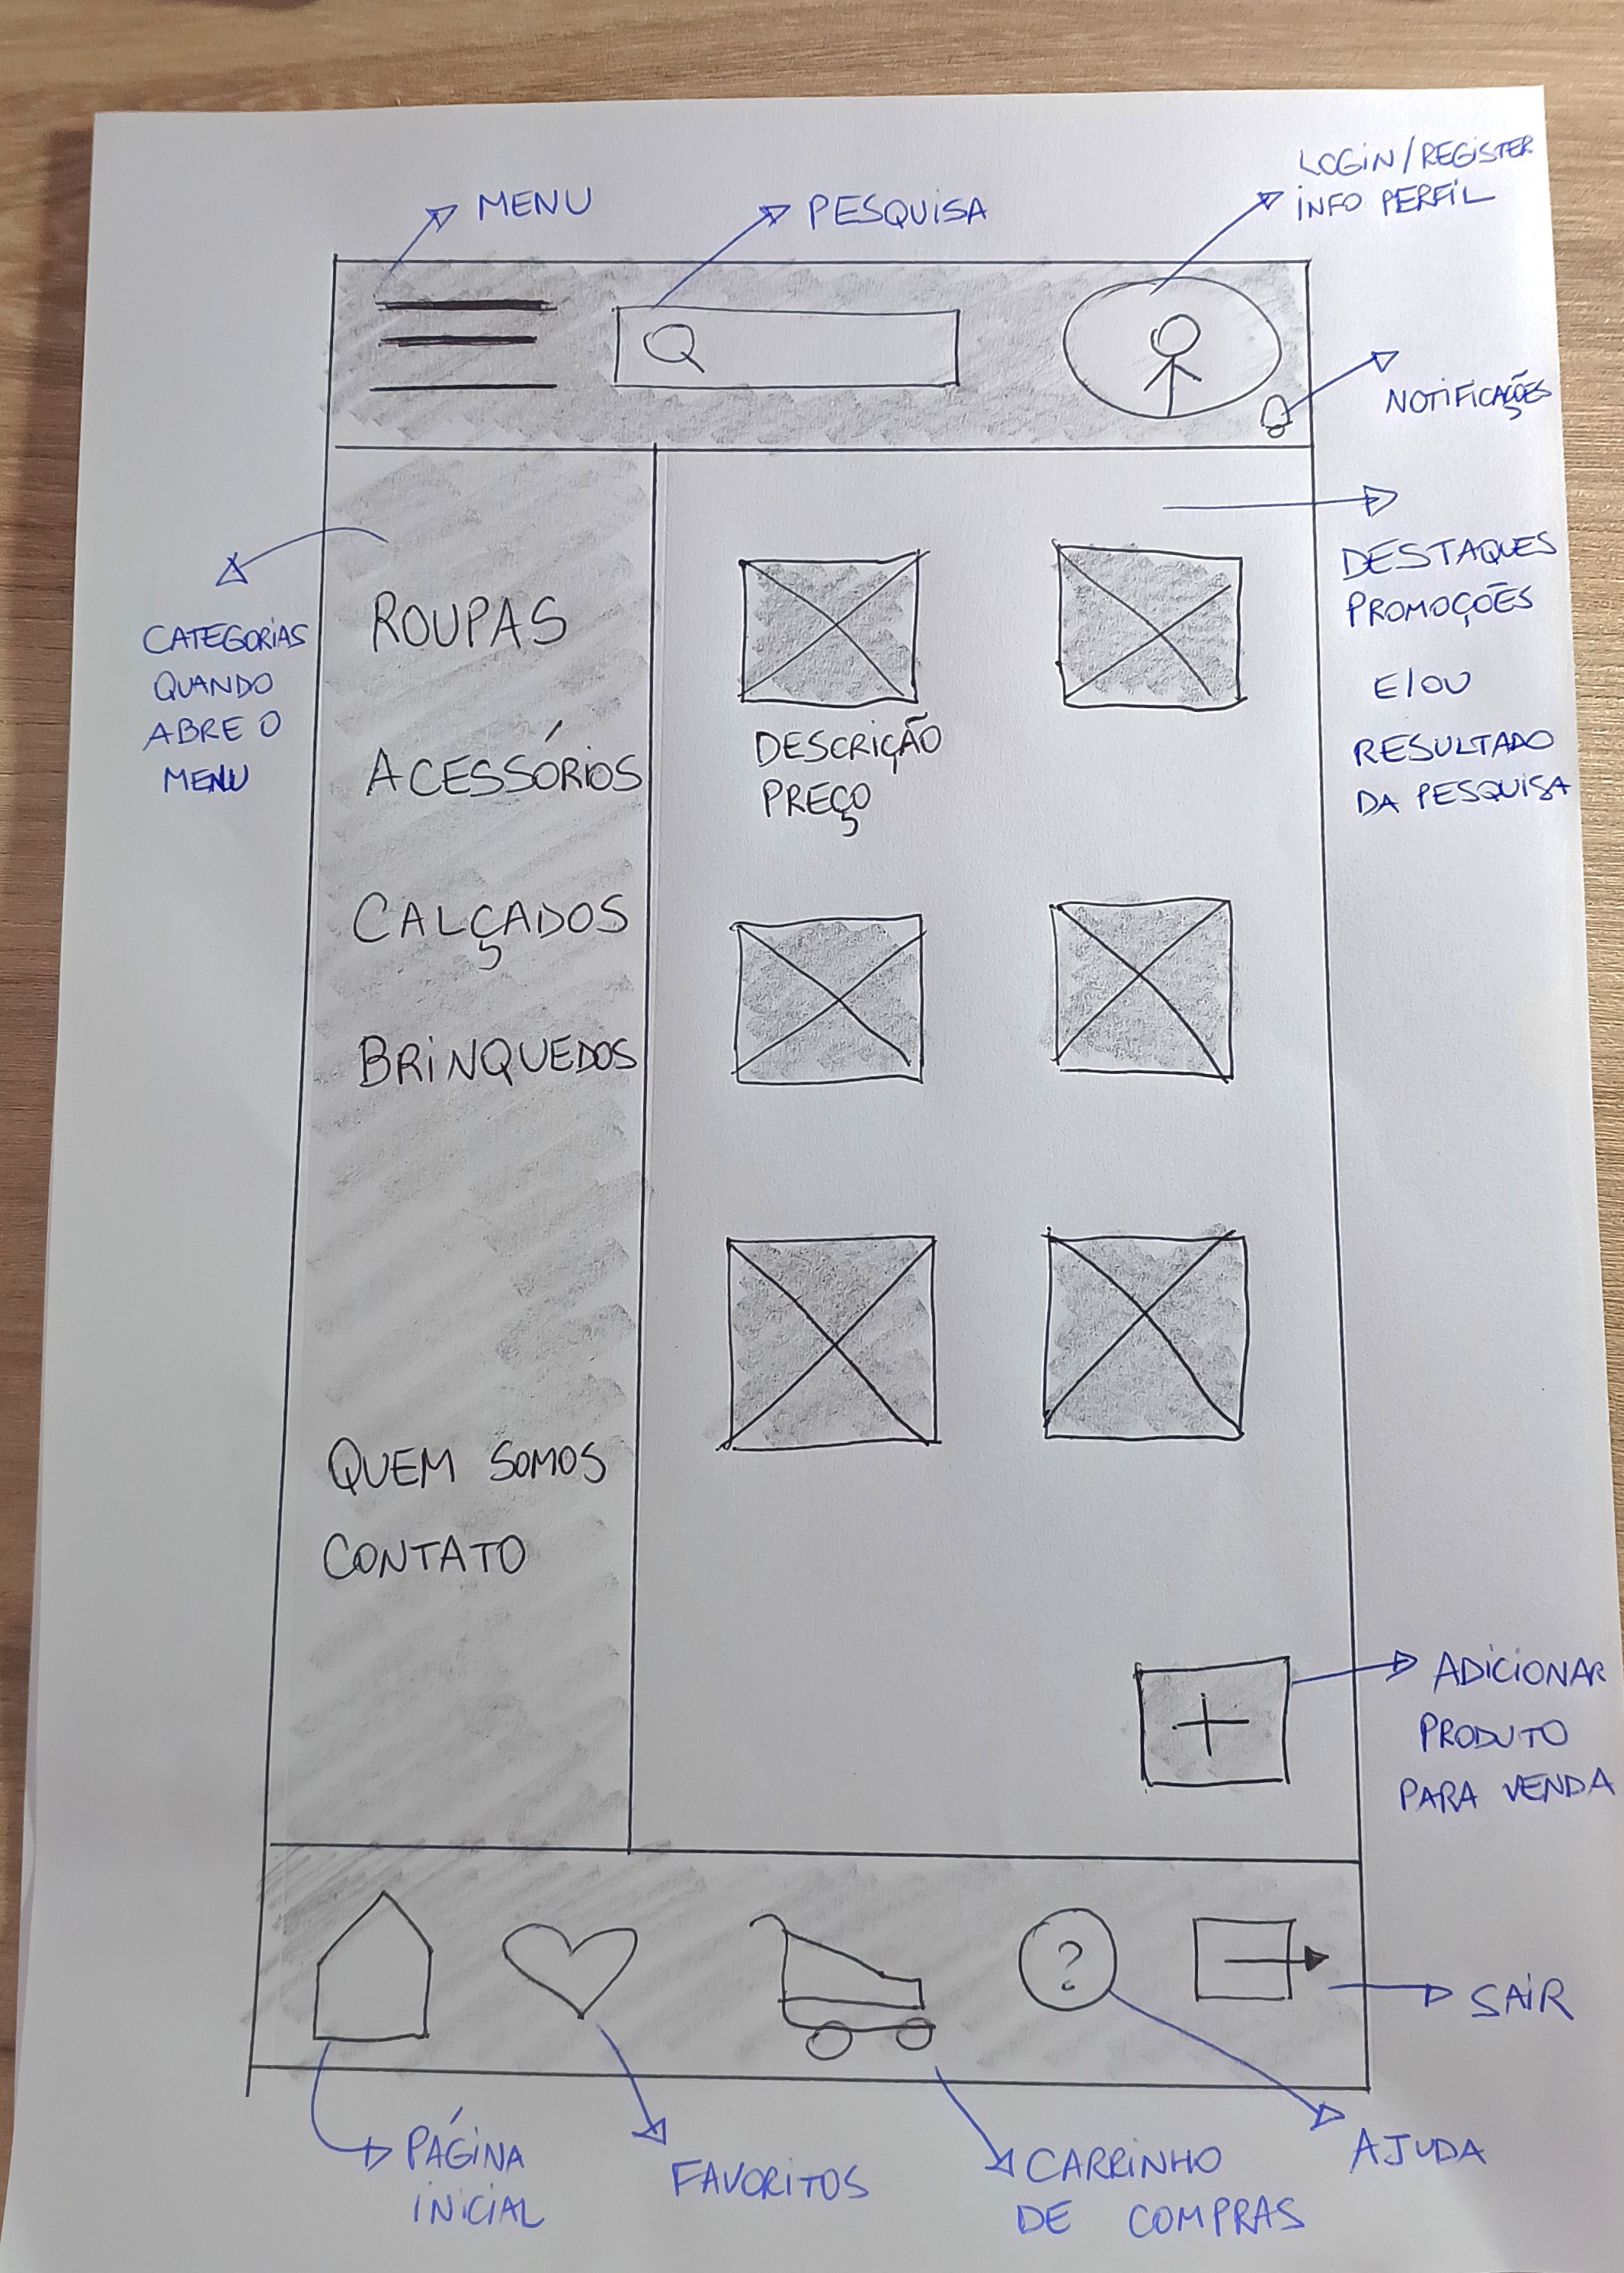 LOGIN/REGISTER
INFO PERFIL
MENU
PESQUISA
NOTIFICAÇÕES
DESTAQUES
PROMOÇÕES
E/OU
RESULTADO
DA PESQUISA
CATEGORIAS
QUANDO
ABRE O
MENU
ROUPAS
ACESSÓRIOS
CALÇADOS
BRINQUEDOS
QUEM SOMOS
CONTATO
DESCRIÇÃO
PREÇO
+
ADICIONAR
PRODUTO
PARA VENDA
?
SAIR
PÁGINA
INICIAL
FAVORITOS
CARRINHO
DE COMPRAS
AJUDA